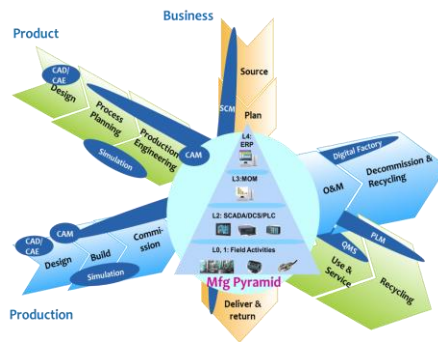 Business
Product
Source
Plan
SCM
CAD/
CAE
Design
Process
Planning
Production
Engineering
Simulation
CAM
L4:
ERP
L3:MOM
L2: SCADA/DCS/PLC
L0, 1: Field Activities
Mfg Pyramid
Deliver &
return
Digital Factory
O&M
Decommission &
Recycling
PLM
QMS
Use &
Service
Recycling
CAD/
CAE
CAM
Design
Build
Commi-
ssion
Simulation
Production